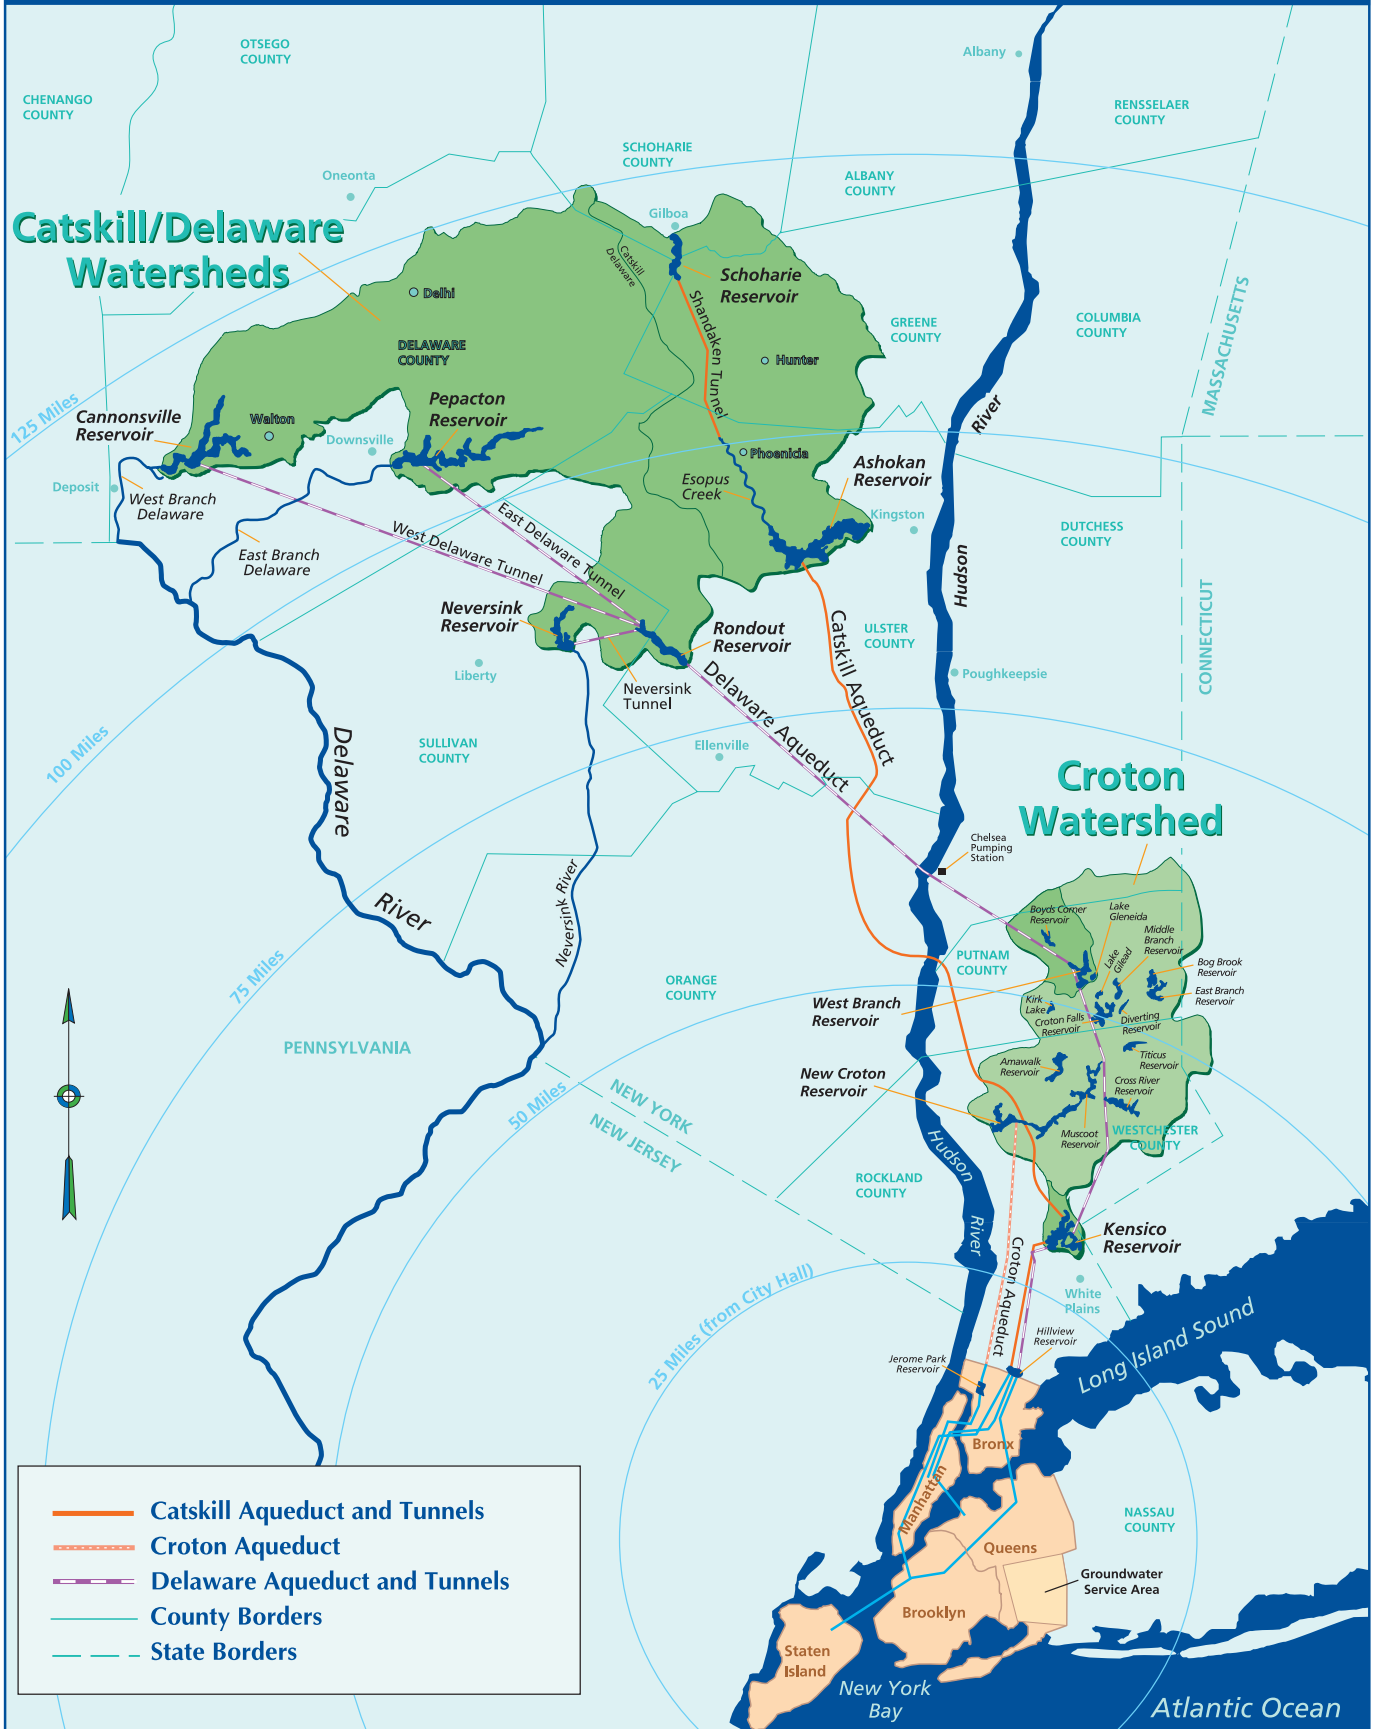 Albany
OTSEGO
COUNTY
CHENANGO
COUNTY
RENSSELAER
COUNTY
SCHOHARIE
COUNTY
ALBANY
COUNTY
Oneonta
Catskill/Delaware
Watersheds
Gilboa
Catskill
Delaware
Schoharie
Reservoir
Delhi
DELAWARE
COUNTY
Shandaken Tunnel
Hunter
GREENE
COUNTY
COLUMBIA
COUNTY
MASSACHUSETTS
125 Miles
Cannonsville
Reservoir
Walton
Pepacton
Reservoir
Downsville
River
Phoenicia
Ashokan
Reservoir
Esopus
Creek
Deposit
West Branch
Delaware
Kingston
DUTCHESS
COUNTY
East Branch
Delaware
West Delaware Tunnel
East Delaware Tunnel
Hudson
CONNECTICUT
Neversink
Reservoir
Rondout
Reservoir
ULSTER
COUNTY
Catskill Aqueduct
Liberty
Neversink
Tunnel
Delaware Aqueduct
Poughkeepsie
100 Miles
SULLIVAN
COUNTY
Ellenville
Delaware
River
Croton
Watershed
Chelsea
Pumping
Station
Neversink River
75 Miles
ORANGE
COUNTY
PUTNAM
COUNTY
Boyds Corner
Reservoir
Lake
Gleneida
Middle
Branch
Reservoir
Lake
Gilead
Bog Brook
Reservoir
East Branch
Reservoir
West Branch
Reservoir
Kirk
Lake
Croton Falls
Reservoir
Diverting
Reservoir
PENNSYLVANIA
Titicus
Reservoir
Amawalk
Reservoir
New Croton
Reservoir
Cross River
Reservoir
50 Miles
NEW YORK
NEW JERSEY
Muscoot
Reservoir
WESTCHESTER
COUNTY
Hudson
River
ROCKLAND
COUNTY
Kensico
Reservoir
Croton Aqueduct
25 Miles (from City Hall)
White
Plains
Long Island Sound
Hillview
Reservoir
Jerome Park
Reservoir
Bronx
Manhattan
NASSAU
COUNTY
Queens
Groundwater
Service Area
Brooklyn
Staten
Island
New York
Bay
Atlantic Ocean
Catskill Aqueduct and Tunnels
Croton Aqueduct
Delaware Aqueduct and Tunnels
County Borders
State Borders